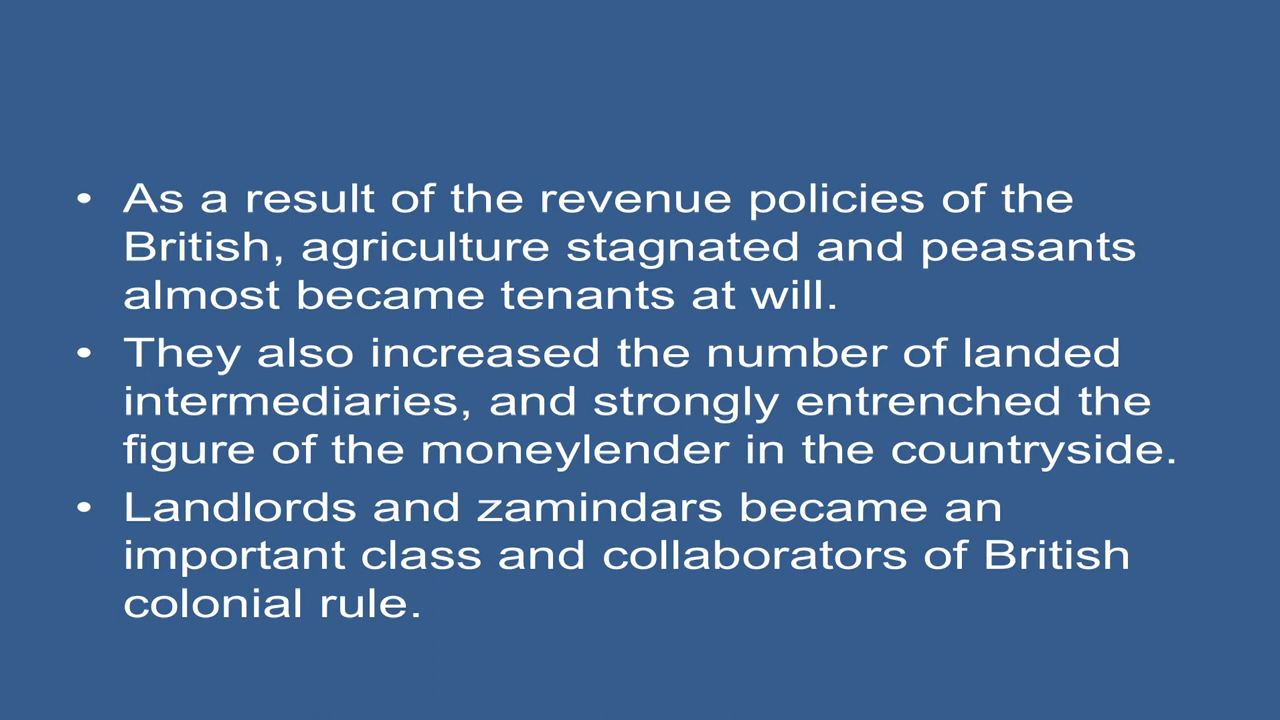 • As a result of the revenue policies of the
British, agriculture stagnated and peasants
almost became tenants at will.
• They also increased the number of landed
intermediaries, and strongly entrenched the
figure of the moneylender in the countryside.
• Landlords and zamindars became an
important class and collaborators of British
colonial rule.